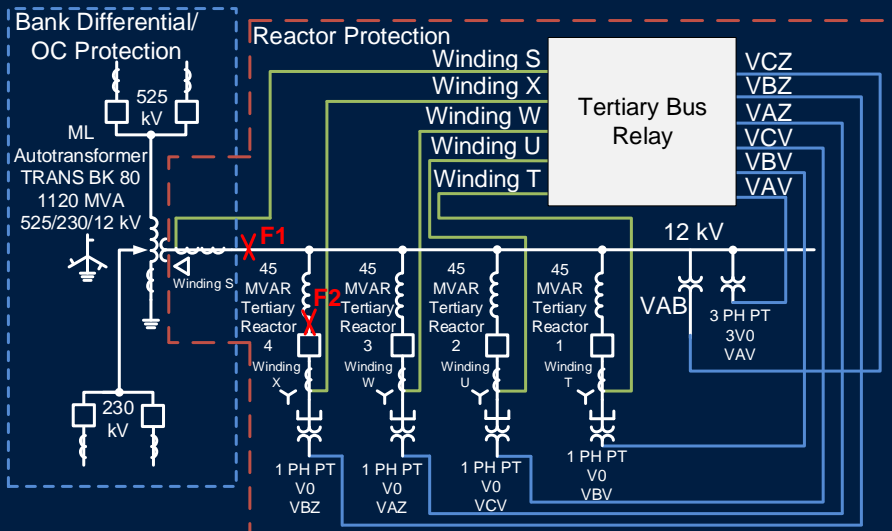 Bank Differential/
OC Protection
Reactor Protection
525
kV
ML
Autotransformer
TRANS BK 80
1120 MVA
525/230/12 kV
Winding S
230
kV
Winding S
Winding X
Winding W
Winding U
Winding T
Tertiary Bus
Relay
VCZ
VBZ
VAZ
VCV
VBV
VAV
F1
12 kV
45
MVAR
Tertiary
Reactor
4
F2
Winding
X
45
MVAR
Tertiary
Reactor
3
Winding
W
45
MVAR
Tertiary
Reactor
2
Winding
U
45
MVAR
Tertiary
Reactor
1
Winding
T
VAB
3 PH PT
3V0
VAV
1 PH PT
V0
VBZ
1 PH PT
V0
VAZ
1 PH PT
V0
VCV
1 PH PT
V0
VBV